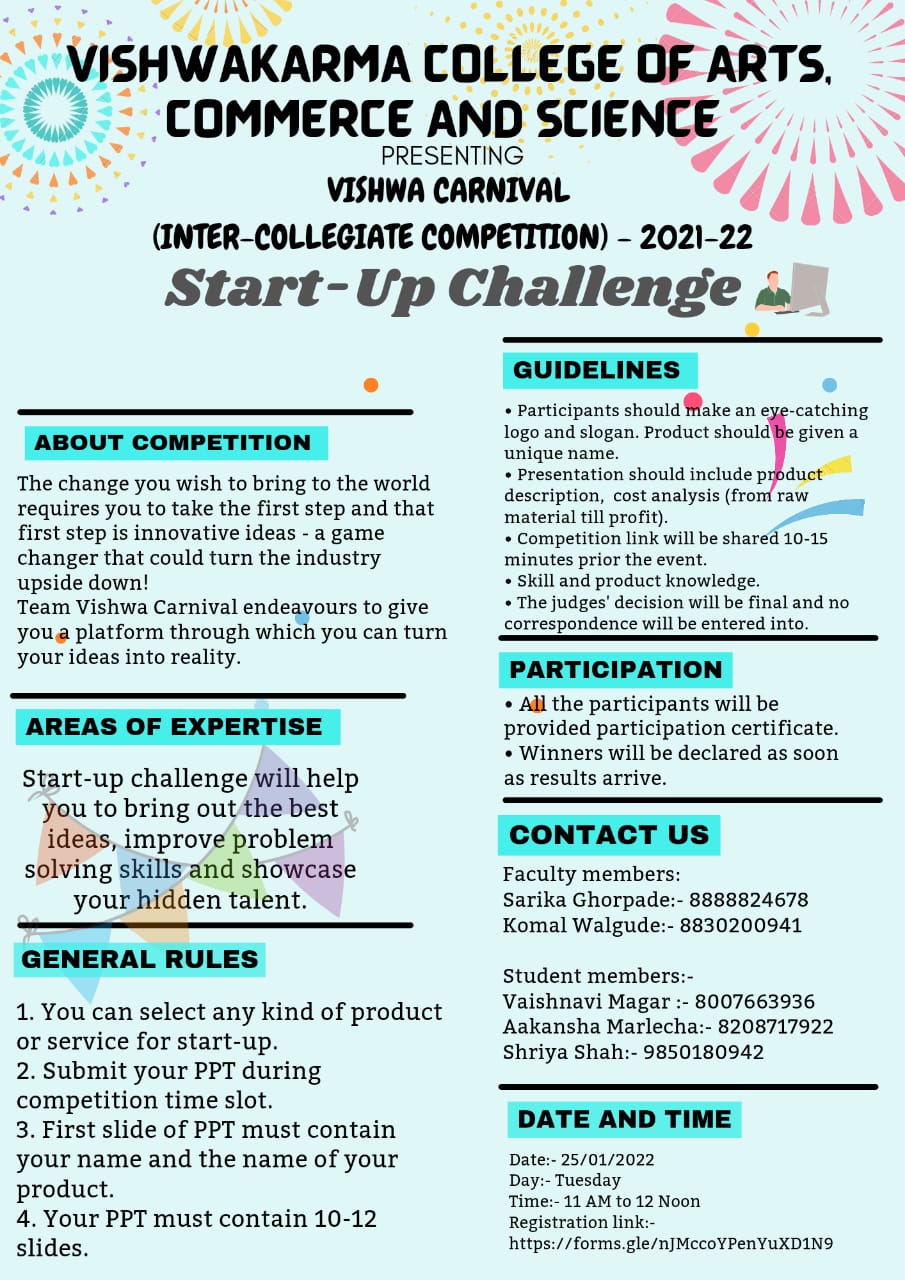 VISHWAKARMA COLLEGE OF ARTS,
COMMERCE AND SCIENCE
PRESENTING
VISHWA CARNIVAL
(INTER-COLLEGIATE COMPETITION) - 2021-22
Start-Up Challenge
ABOUT COMPETITION
The change you wish to bring to the world
requires you to take the first step and that
first step is innovative ideas - a game
changer that could turn the industry
upside down!
Team Vishwa Carnival endeavours to give
you a platform through which you can turn
your ideas into reality.
AREAS OF EXPERTISE
Start-up challenge will help
you to bring out the best
ideas, improve problem
solving skills and showcase
your hidden talent.
GENERAL RULES
1. You can select any kind of product
or service for start-up.
2. Submit your PPT during
competition time slot.
3. First slide of PPT must contain
your name and the name of your
product.
4. Your PPT must contain 10-12
slides.
GUIDELINES
• Participants should make an eye-catching
logo and slogan. Product should be given a
unique name.
• Presentation should include product
description,  cost analysis (from raw
material till profit).
• Competition link will be shared 10-15
minutes prior the event.
• Skill and product knowledge.
• The judges' decision will be final and no
correspondence will be entered into.
PARTICIPATION
• All the participants will be
provided participation certificate.
• Winners will be declared as soon
as results arrive.
CONTACT US
Faculty members:
Sarika Ghorpade:- 8888824678
Komal Walgude:- 8830200941
Student members:-
Vaishnavi Magar :- 8007663936
Aakansha Marlecha:- 8208717922
Shriya Shah:- 9850180942
DATE AND TIME
Date:- 25/01/2022
Day:- Tuesday
Time:- 11 AM to 12 Noon
Registration link:-
https://forms.gle/nJMccoYPenYuXD1N9